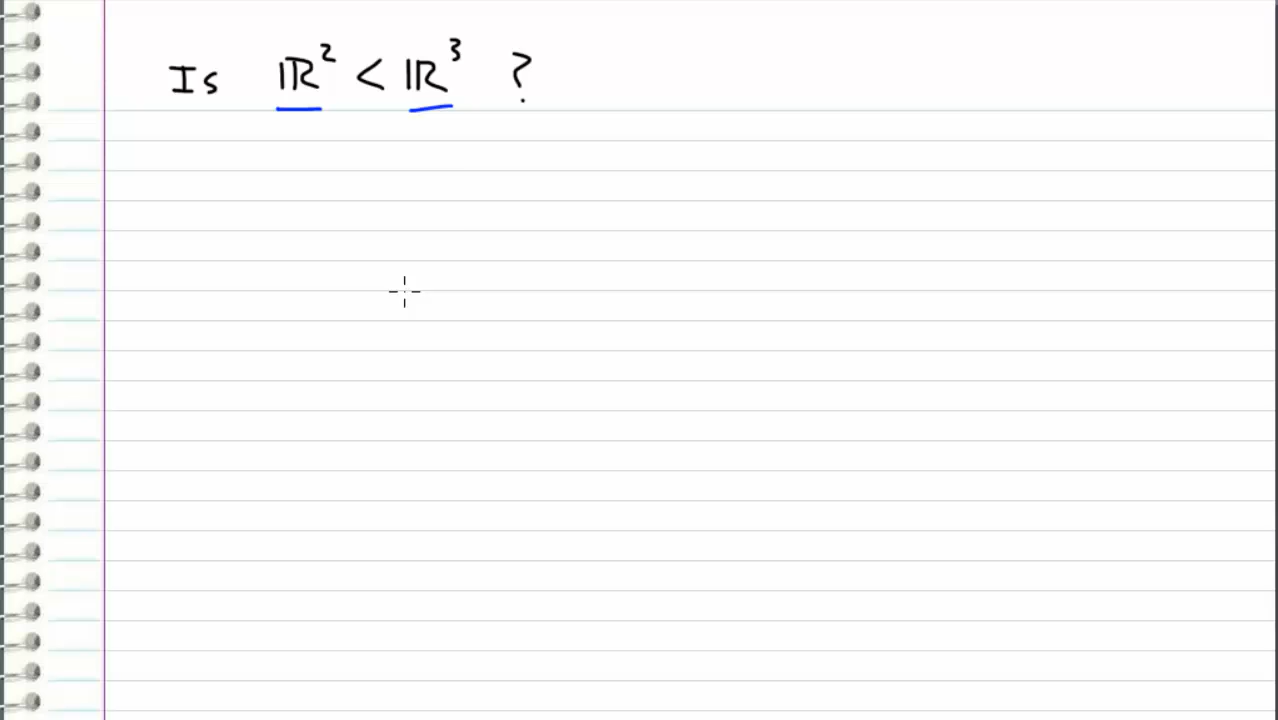 Is ℝ² < ℝ³ ?